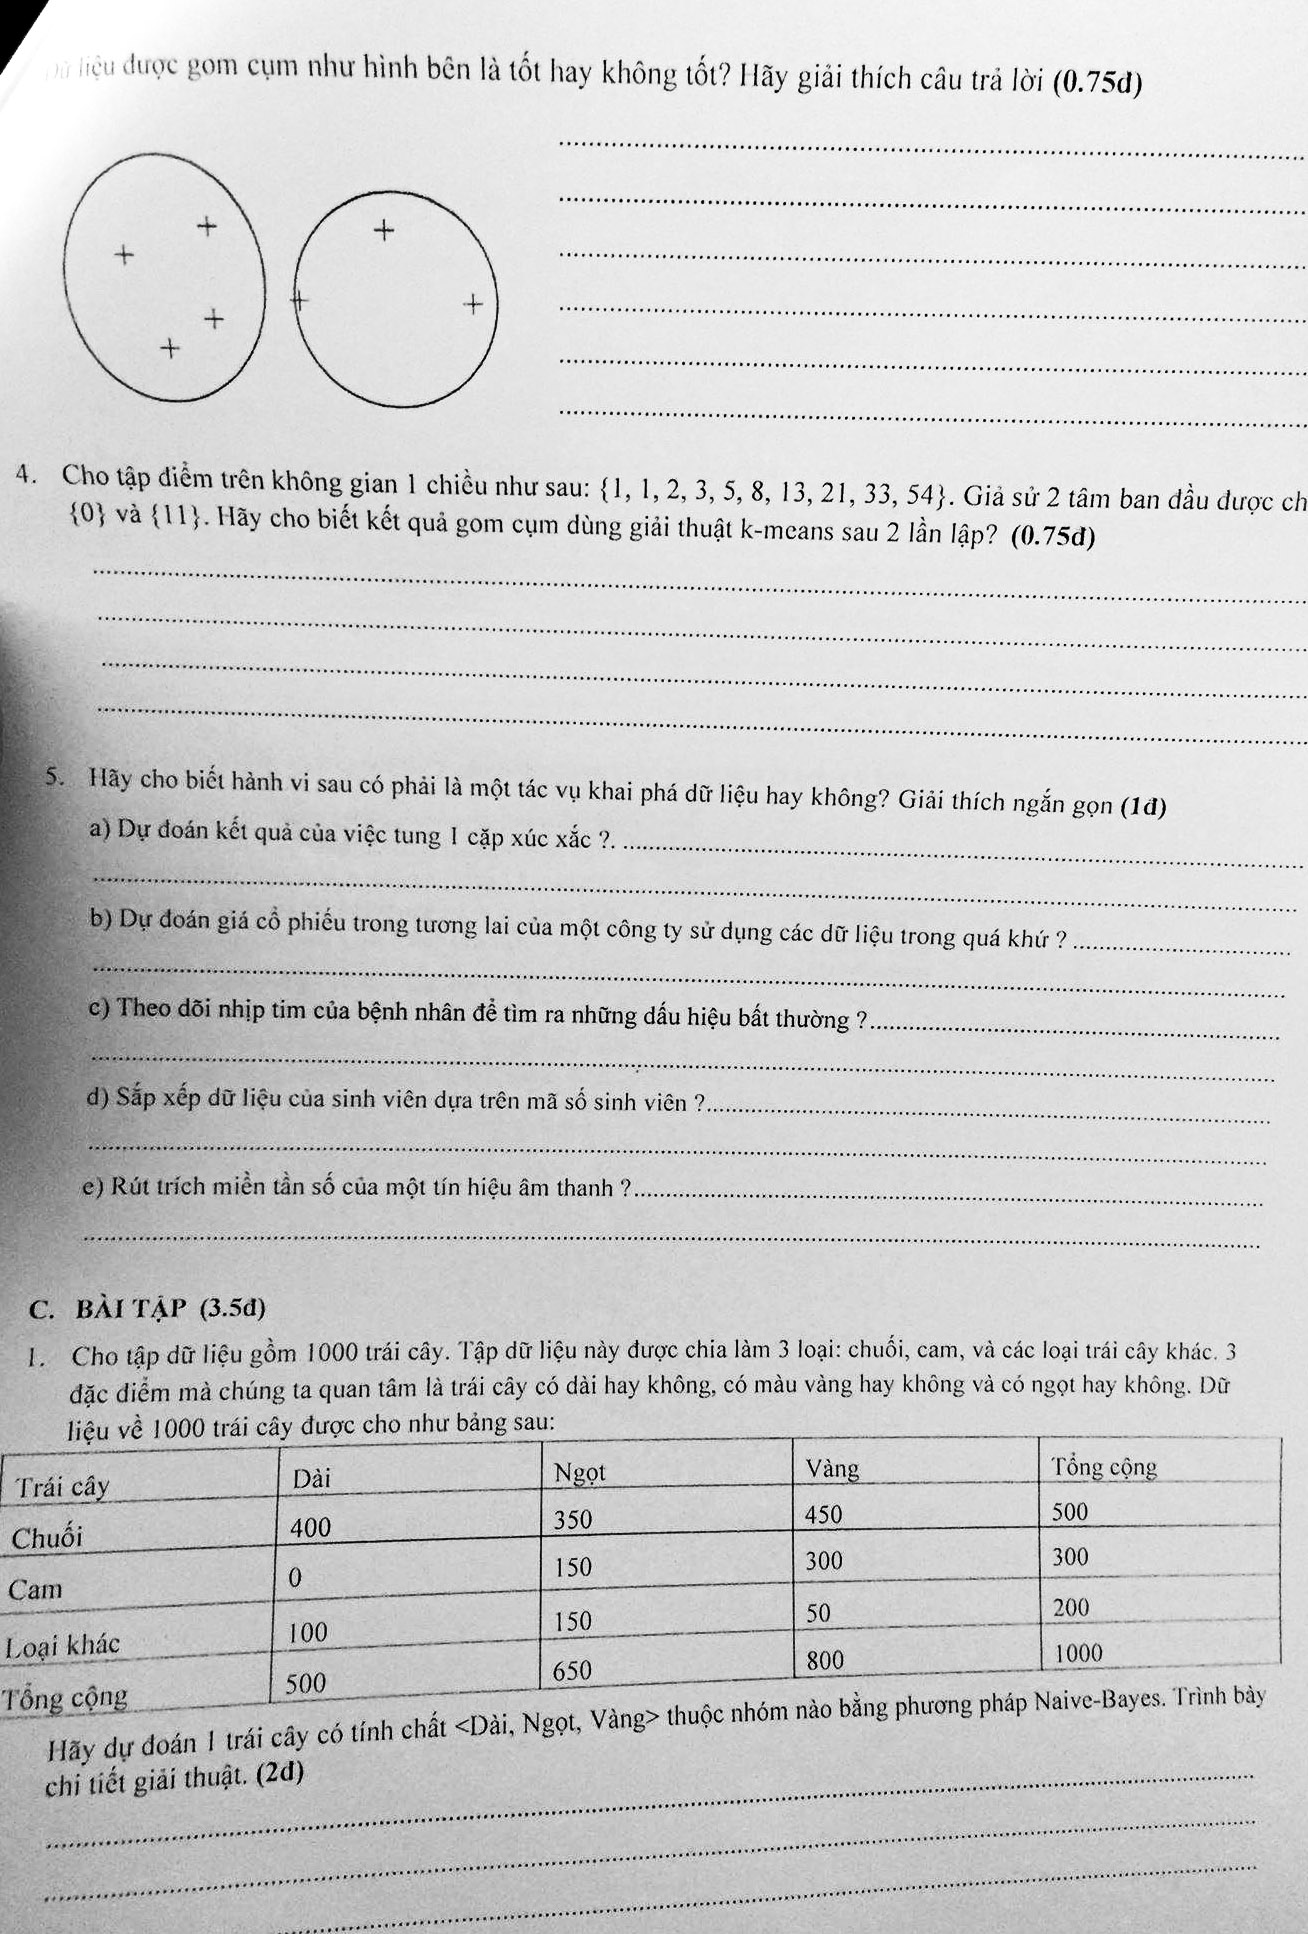 liệu được gom cụm như hình bên là tốt hay không tốt? Hãy giải thích câu trả lời (0.75đ)
4. Cho tập điểm trên không gian 1 chiều như sau: {1, 1, 2, 3, 5, 8, 13, 21, 33, 54}. Giả sử 2 tâm ban đầu được ch
{0} và {11}. Hãy cho biết kết quả gom cụm dùng giải thuật k-means sau 2 lần lập? (0.75đ)
5. Hãy cho biết hành vi sau có phải là một tác vụ khai phá dữ liệu hay không? Giải thích ngắn gọn (1đ)
a) Dự đoán kết quả của việc tung 1 cặp xúc xắc ?.
b) Dự đoán giá cổ phiếu trong tương lai của một công ty sử dụng các dữ liệu trong quá khứ ?
c) Theo dõi nhịp tim của bệnh nhân để tìm ra những dấu hiệu bất thường ?
d) Sắp xếp dữ liệu của sinh viên dựa trên mã số sinh viên ?
e) Rút trích miền tần số của một tín hiệu âm thanh ?
C. BÀI TẬP (3.5đ)
1. Cho tập dữ liệu gồm 1000 trái cây. Tập dữ liệu này được chia làm 3 loại: chuối, cam, và các loại trái cây khác. 3
đặc điểm mà chúng ta quan tâm là trái cây có dài hay không, có màu vàng hay không và có ngọt hay không. Dữ
liệu về 1000 trái cây được cho như bảng sau:
Trái cây Dài Ngọt Vàng Tổng cộng
Chuối 400 350 450 500
Cam 0 150 300 300
Loại khác 100 150 50 200
Tổng cộng 500 650 800 1000
Hãy dự đoán 1 trái cây có tính chất <Dài, Ngọt, Vàng> thuộc nhóm nào bằng phương pháp Naive-Bayes. Trình bày
chi tiết giải thuật. (2đ)